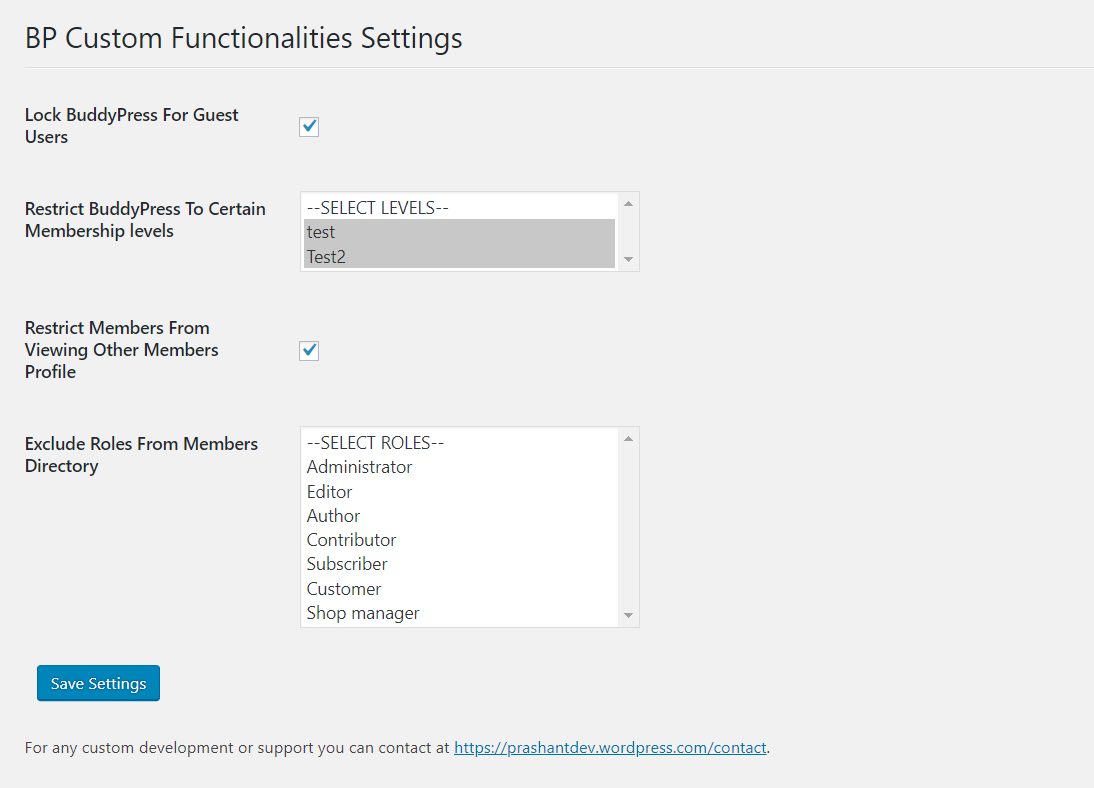 BP Custom Functionalities Settings
Lock BuddyPress For Guest
Users
Restrict BuddyPress To Certain
Membership levels
--SELECT LEVELS--
test
Test2
Restrict Members From
Viewing Other Members
Profile
Exclude Roles From Members
Directory
--SELECT ROLES--
Administrator
Editor
Author
Contributor
Subscriber
Customer
Shop manager
Save Settings
For any custom development or support you can contact at https://prashantdev.wordpress.com/contact.